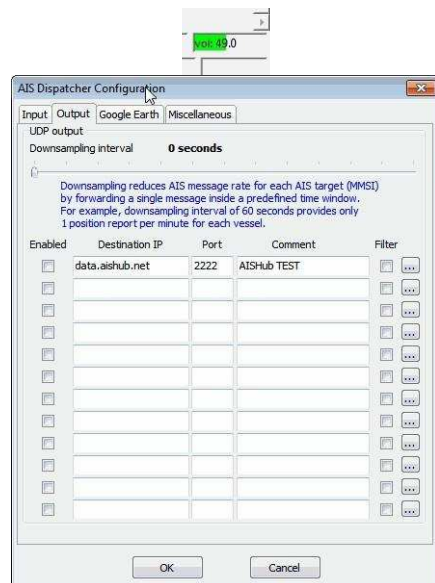 vol: 49.0
AIS Dispatcher Configuration
Input Output Google Earth Miscellaneous
UDP output
Downsampling interval 0 seconds
Downsampling reduces AIS message rate for each AIS target (MMSI)
by forwarding a single message inside a predefined time window.
For example, downsampling interval of 60 seconds provides only
1 position report per minute for each vessel.
Enabled Destination IP Port Comment Filter
data.aishub.net 2222 AISHub TEST ...
...
...
...
...
...
...
...
...
...
...
...
OK Cancel